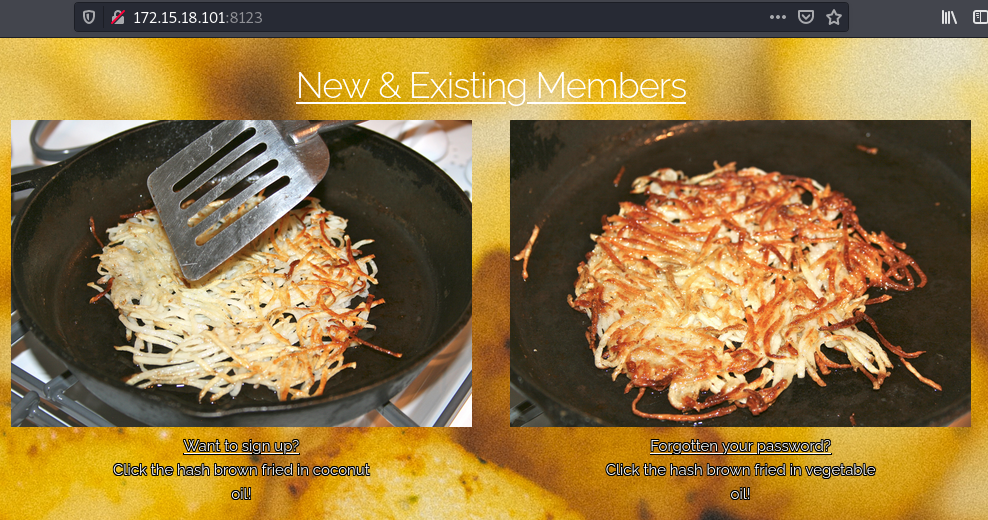 172.15.18.101:8123
New & Existing Members
Want to sign up?
Click the hash brown fried in coconut
oil!
Forgotten your password?
Click the hash brown fried in vegetable
oil!